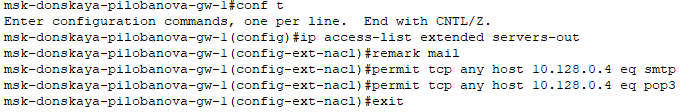 msk-donskaya-pilobanova-gw-1#conf t
Enter configuration commands, one per line.  End with CNTL/Z.
msk-donskaya-pilobanova-gw-1(config)#ip access-list extended servers-out
msk-donskaya-pilobanova-gw-1(config-ext-nacl)#remark mail
msk-donskaya-pilobanova-gw-1(config-ext-nacl)#permit tcp any host 10.128.0.4 eq smtp
msk-donskaya-pilobanova-gw-1(config-ext-nacl)#permit tcp any host 10.128.0.4 eq pop3
msk-donskaya-pilobanova-gw-1(config-ext-nacl)#exit